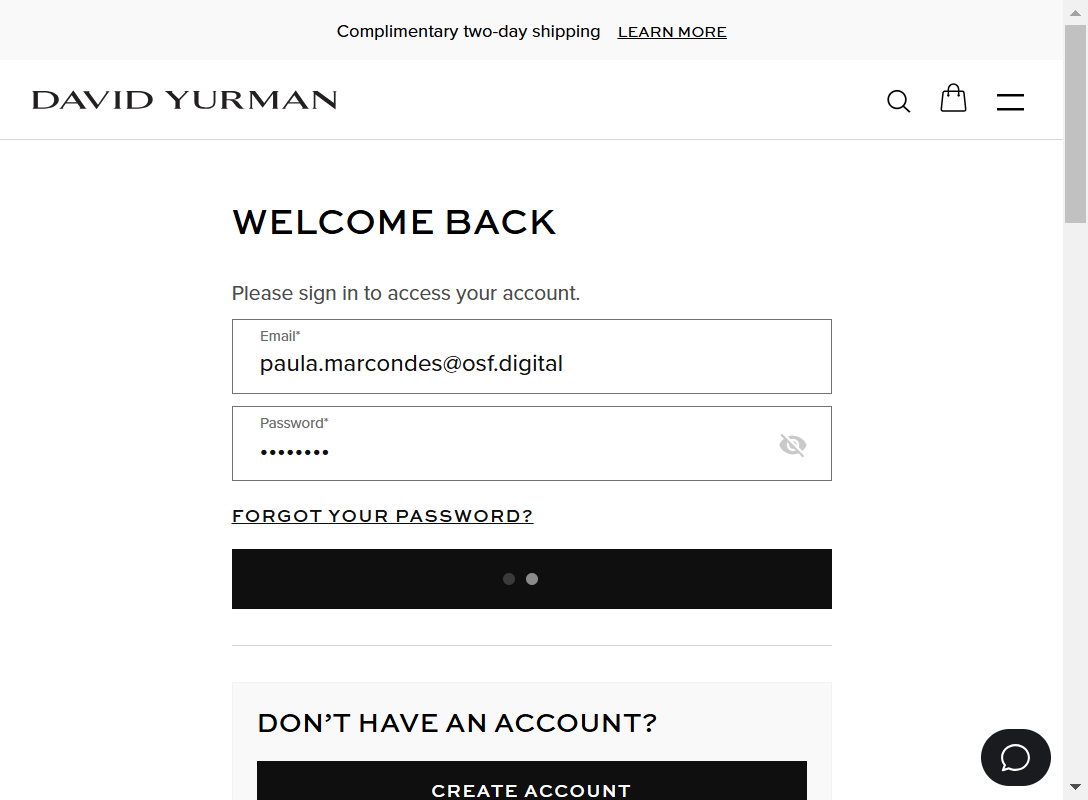 Complimentary two-day shipping LEARN MORE
DAVID YURMAN
WELCOME BACK
Please sign in to access your account.
Email*
paula.marcondes@osf.digital
Password*
••••••••
FORGOT YOUR PASSWORD?
DON’T HAVE AN ACCOUNT?
CREATE ACCOUNT